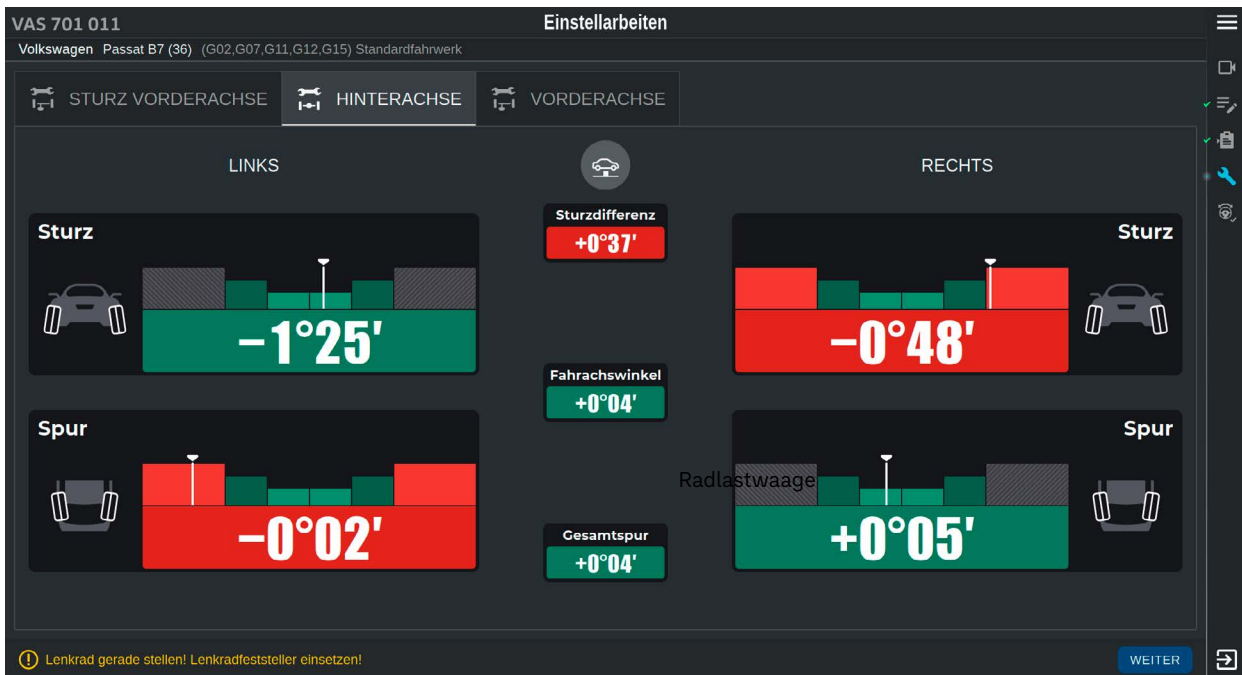 VAS 701 011
Einstellarbeiten
Volkswagen Passat B7 (36) (G02,G07,G11,G12,G15) Standardfahrwerk
STURZ VORDERACHSE
HINTERACHSE
VORDERACHSE
LINKS
RECHTS
Sturz
−1°25'
Sturzdifferenz
+0°37'
Sturz
−0°48'
Fahrachswinkel
+0°04'
Spur
−0°02'
Radlastwaage
Gesamtspur
+0°04'
Spur
+0°05'
Lenkrad gerade stellen! Lenkradfeststeller einsetzen!
WEITER